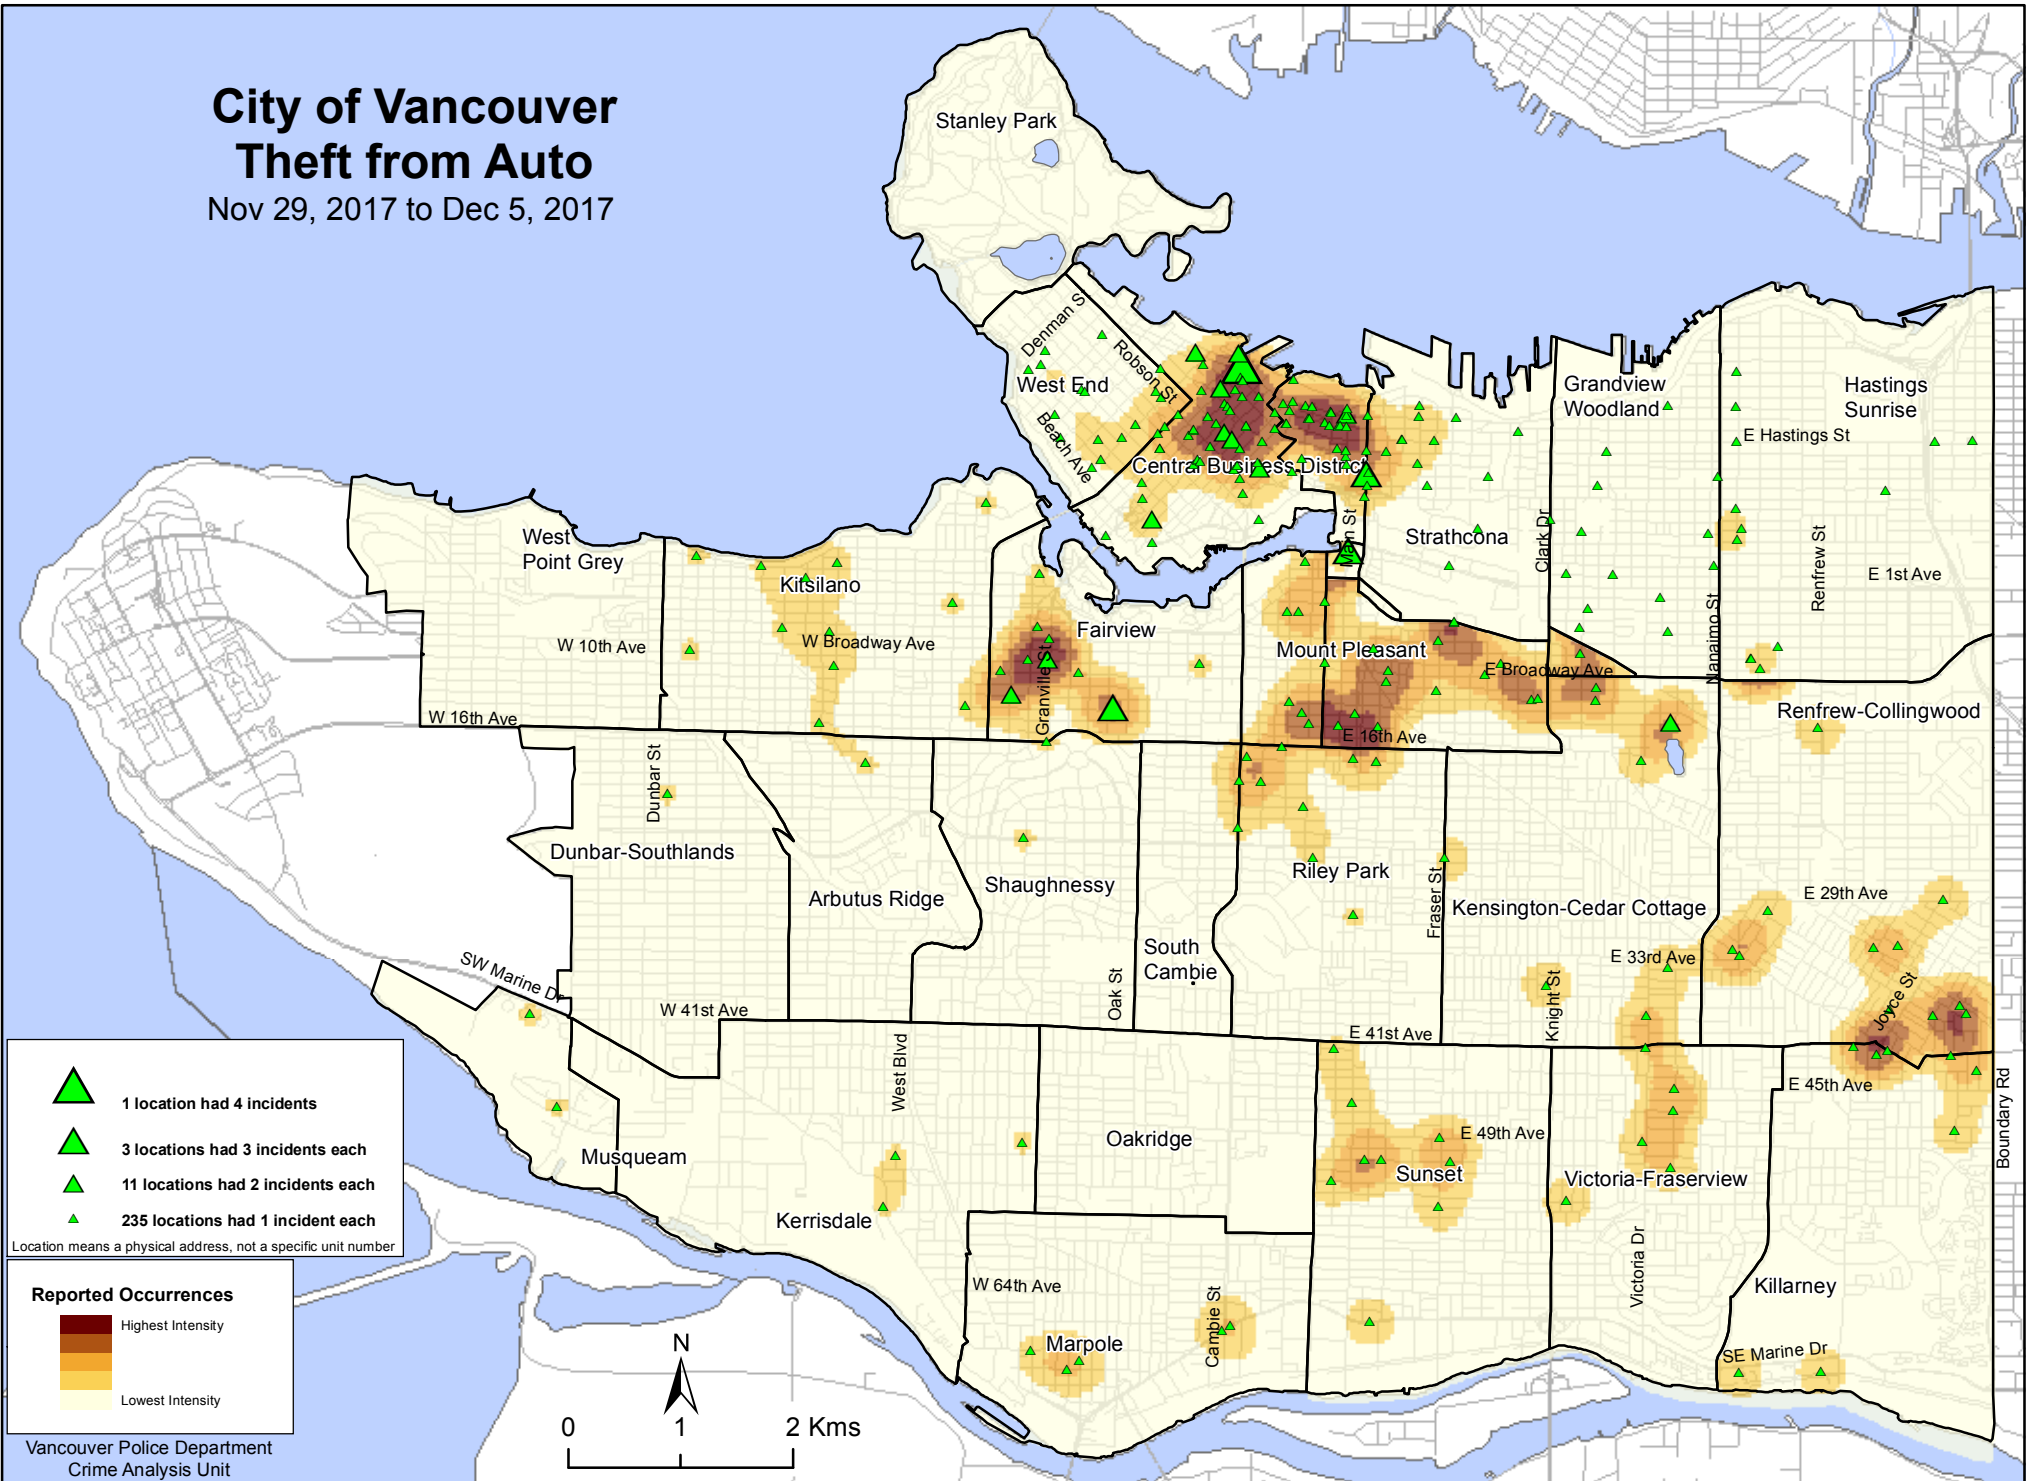 City of Vancouver
Theft from Auto
Nov 29, 2017 to Dec 5, 2017
Stanley Park
Denman St
Robson St
West End
Beach Ave
Central Business District
Grandview
Woodland
Hastings
Sunrise
E Hastings St
West
Point Grey
Kitsilano
Main St
Strathcona
Clark Dr
Renfrew St
E 1st Ave
Nanaimo St
W 10th Ave
W Broadway Ave
Fairview
Granville St
Mount Pleasant
E Broadway Ave
W 16th Ave
E 16th Ave
Renfrew-Collingwood
Dunbar St
Dunbar-Southlands
Arbutus Ridge
Shaughnessy
Riley Park
Fraser St
Kensington-Cedar Cottage
E 29th Ave
South
Cambie
E 33rd Ave
SW Marine Dr
W 41st Ave
Oak St
Knight St
Joyce St
E 41st Ave
West Blvd
E 45th Ave
Boundary Rd
Musqueam
Oakridge
E 49th Ave
Sunset
Victoria-Fraserview
Kerrisdale
W 64th Ave
Cambie St
Victoria Dr
Killarney
Marpole
SE Marine Dr
1 location had 4 incidents
3 locations had 3 incidents each
11 locations had 2 incidents each
235 locations had 1 incident each
Location means a physical address, not a specific unit number
Reported Occurrences
Highest Intensity
Lowest Intensity
Vancouver Police Department
Crime Analysis Unit
N
0 1 2 Kms